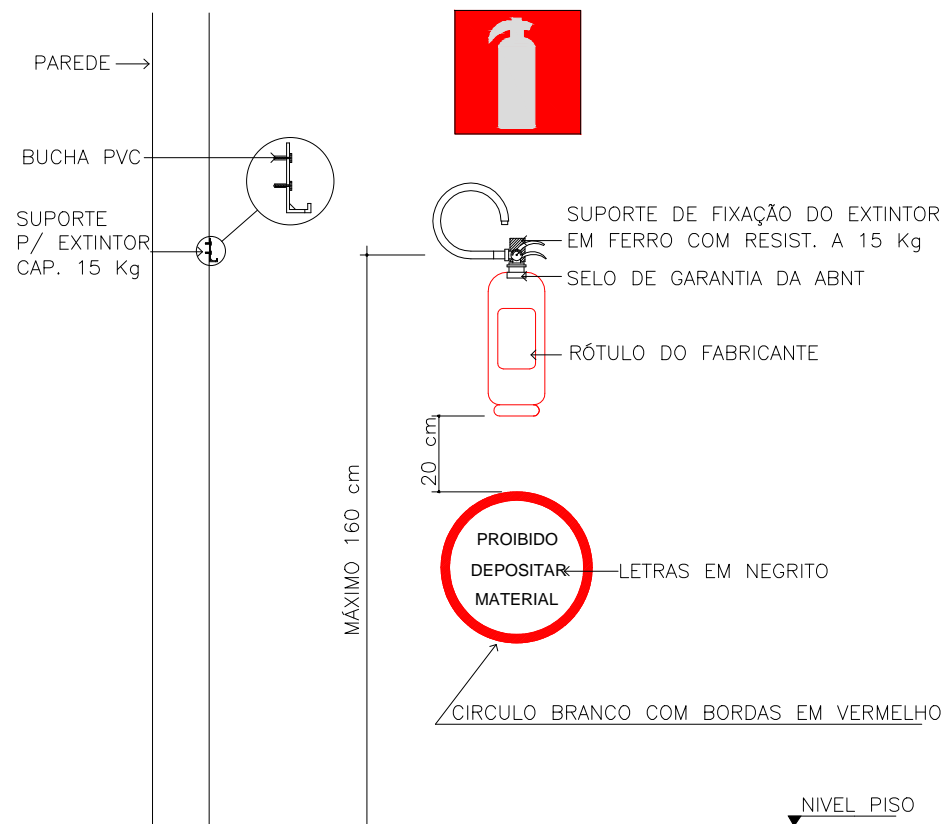 PAREDE
BUCHA PVC
SUPORTE
P/ EXTINTOR
CAP. 15 Kg
SUPORTE DE FIXAÇÃO DO EXTINTOR
EM FERRO COM RESIST. A 15 Kg
SELO DE GARANTIA DA ABNT
RÓTULO DO FABRICANTE
20 cm
MÁXIMO 160 cm
PROIBIDO
DEPOSITAR
MATERIAL
LETRAS EM NEGRITO
CIRCULO BRANCO COM BORDAS EM VERMELHO
NIVEL PISO